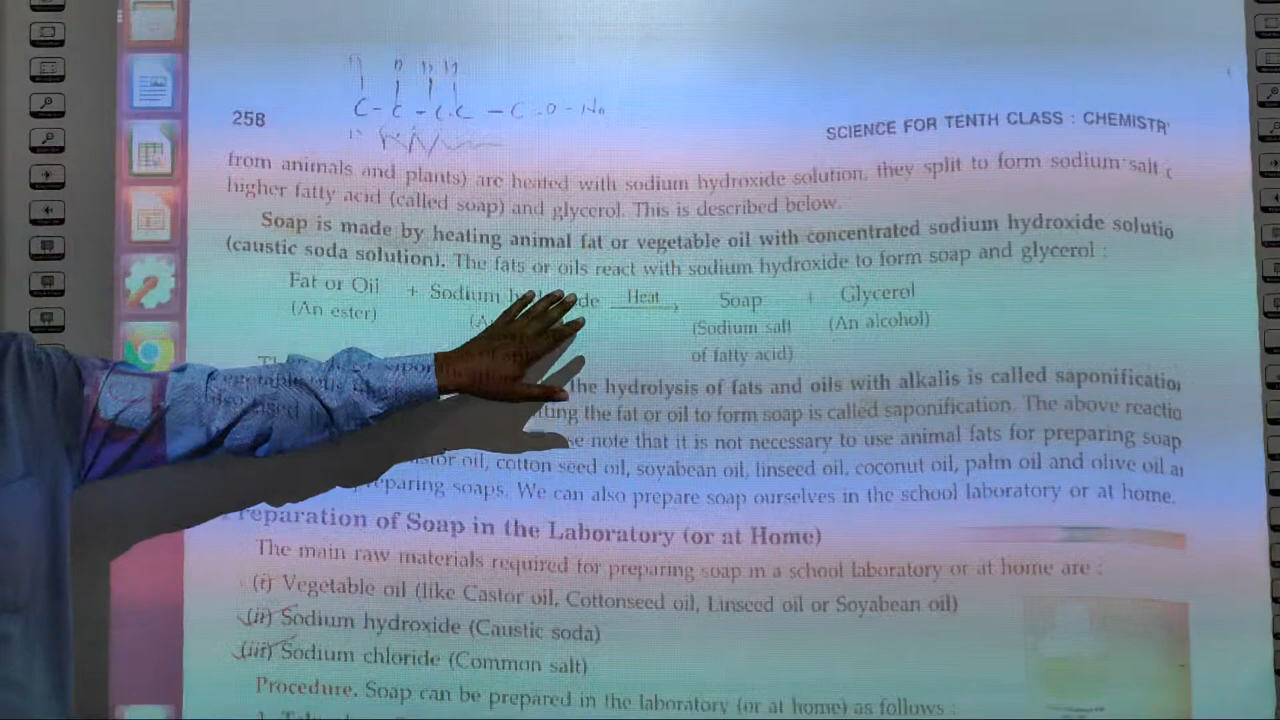 C - C - C C - C . O - Na
258
SCIENCE FOR TENTH CLASS : CHEMISTR
from animals and plants) are heated with sodium hydroxide solution, they split to form sodium salt
higher fatty acid (called soap) and glycerol. This is described below.
Soap is made by heating animal fat or vegetable oil with concentrated sodium hydroxide solutio
(caustic soda solution). The fats or oils react with sodium hydroxide to form soap and glycerol :
Fat or Oil + Sodium Heat Soap + Glycerol
(An ester) (Sodium salt (An alcohol)
of fatty acid)
the hydrolysis of fats and oils with alkalis is called saponificatio
the fat or oil to form soap is called saponification. The above reactio
note that it is not necessary to use animal fats for preparing soap
oil, cotton seed oil, soyabean oil, linseed oil, coconut oil, palm oil and olive oil a
preparing soaps. We can also prepare soap ourselves in the school laboratory or at home.
Preparation of Soap in the Laboratory (or at Home)
The main raw materials required for preparing soap in a school laboratory or at home are :
(i) Vegetable oil (like Castor oil, Cottonseed oil, Linseed oil or Soyabean oil)
(ii) Sodium hydroxide (Caustic soda)
(iii) Sodium chloride (Common salt)
Procedure. Soap can be prepared in the laboratory (or at home) as follows :